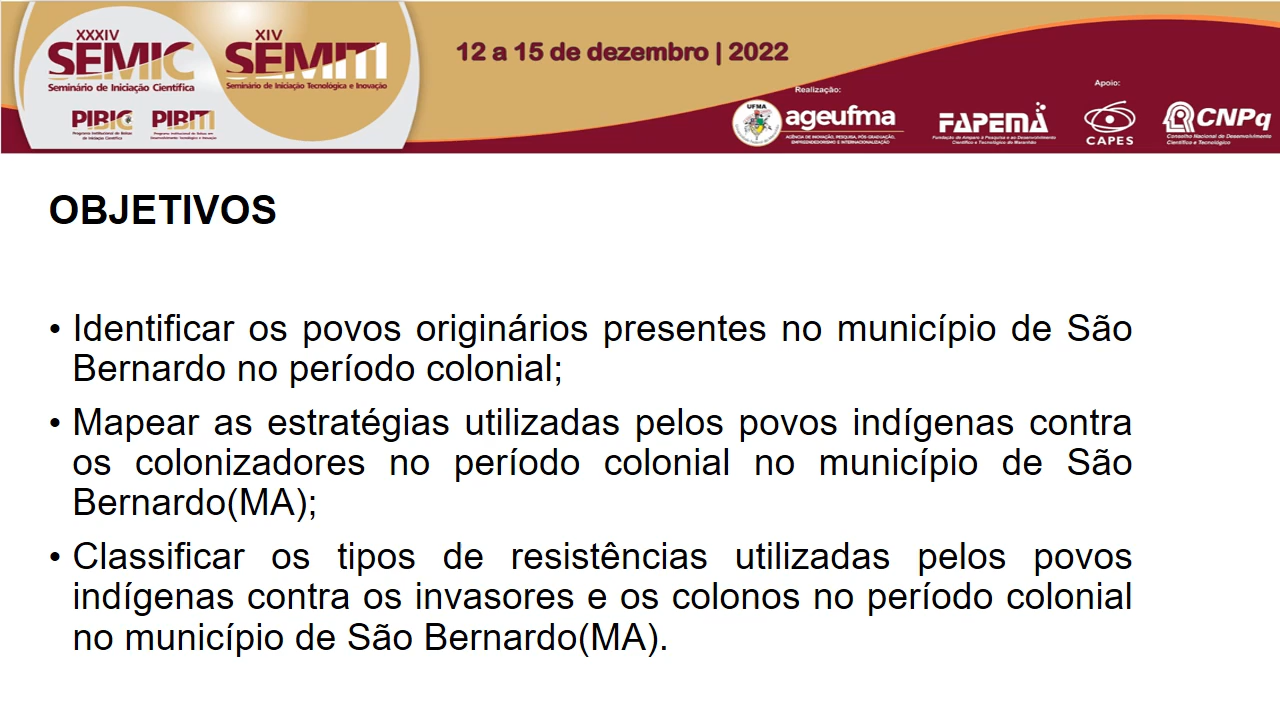 XXXIV
SEMIC
Seminário de Iniciação Científica
PIBIC
Programa Institucional de Bolsas
de Iniciação Científica
PIBITI
Programa Institucional de Bolsas em
Desenvolvimento Tecnológico e Inovação
XIV
SEMITI
Seminário de Iniciação Tecnológica e Inovação
12 a 15 de dezembro | 2022
Realização:
UFMA
ageufma
AGÊNCIA DE INOVAÇÃO, PESQUISA, PÓS-GRADUAÇÃO,
EMPREENDEDORISMO E INTERNACIONALIZAÇÃO
FAPEMA
Fundação de Amparo à Pesquisa e ao Desenvolvimento
Científico e Tecnológico do Maranhão
Apoio:
CAPES
CNPq
Conselho Nacional de Desenvolvimento
Científico e Tecnológico
OBJETIVOS
• Identificar os povos originários presentes no município de São
Bernardo no período colonial;
• Mapear as estratégias utilizadas pelos povos indígenas contra
os colonizadores no período colonial no município de São
Bernardo(MA);
• Classificar os tipos de resistências utilizadas pelos povos
indígenas contra os invasores e os colonos no período colonial
no município de São Bernardo(MA).